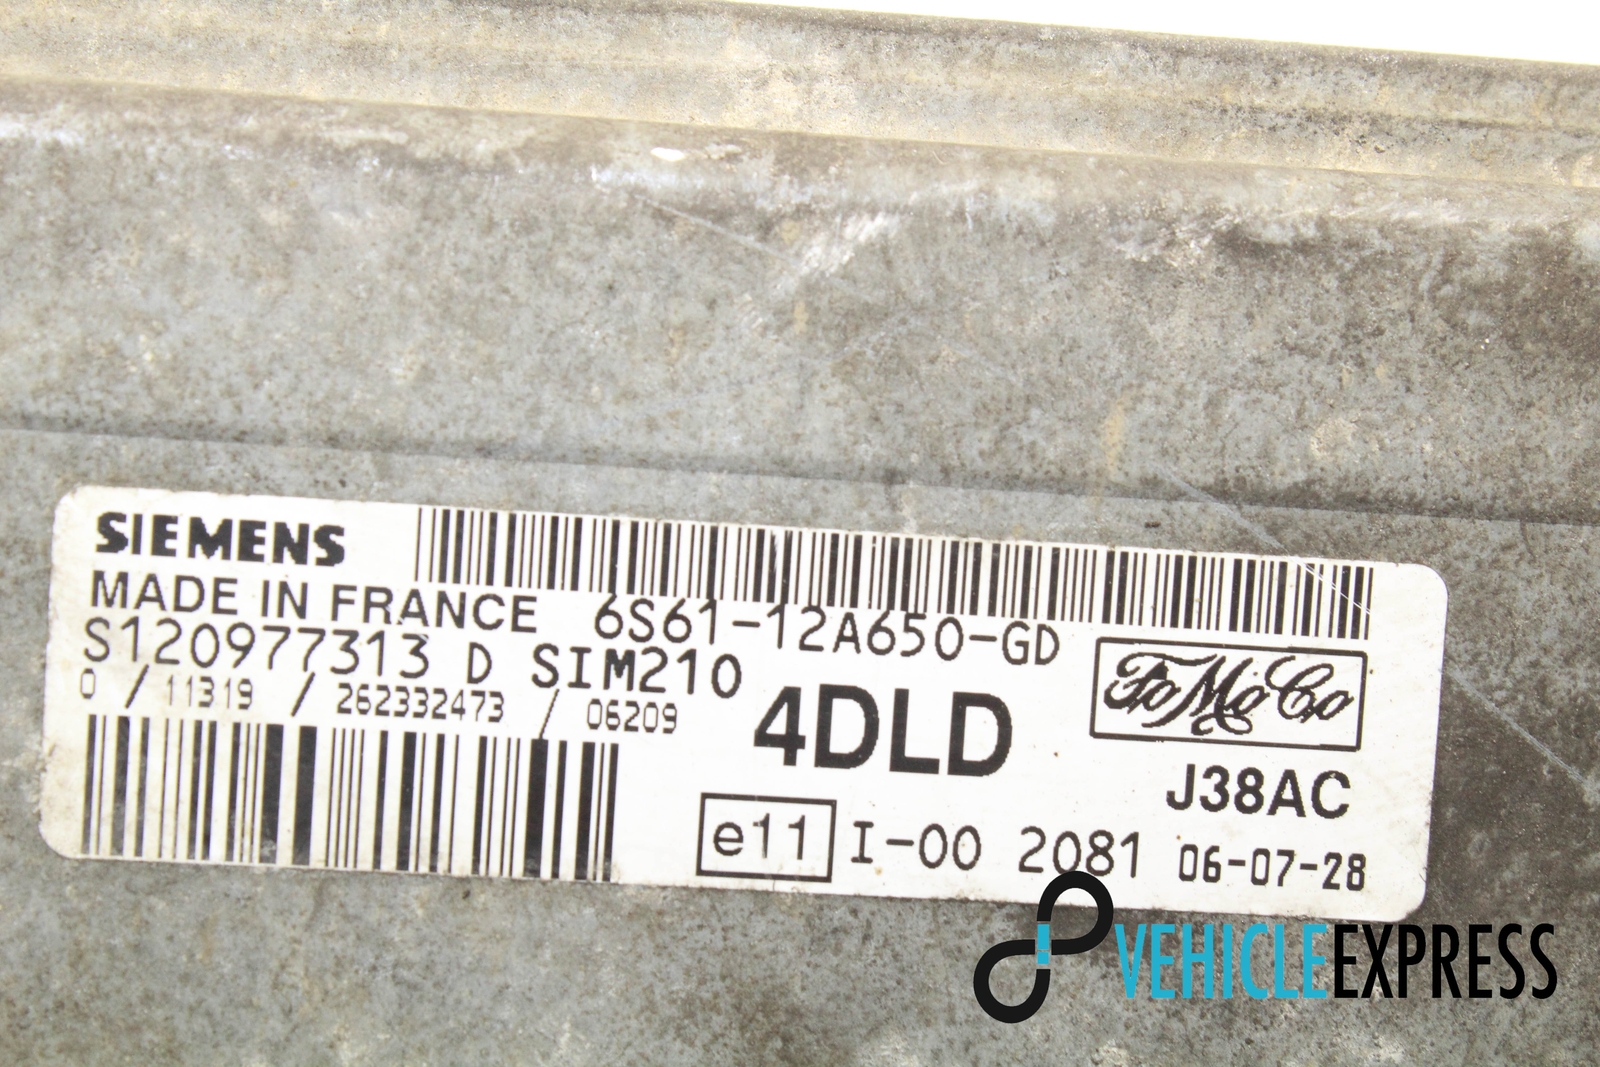 SIEMENS
MADE IN FRANCE 6S61-12A650-GD
S120977313 D SIM210
0 / 11319 / 262332473 / 06209
4DLD
FoMoCo
J38AC
e11 I-00 2081 06-07-28
VEHICLEEXPRESS